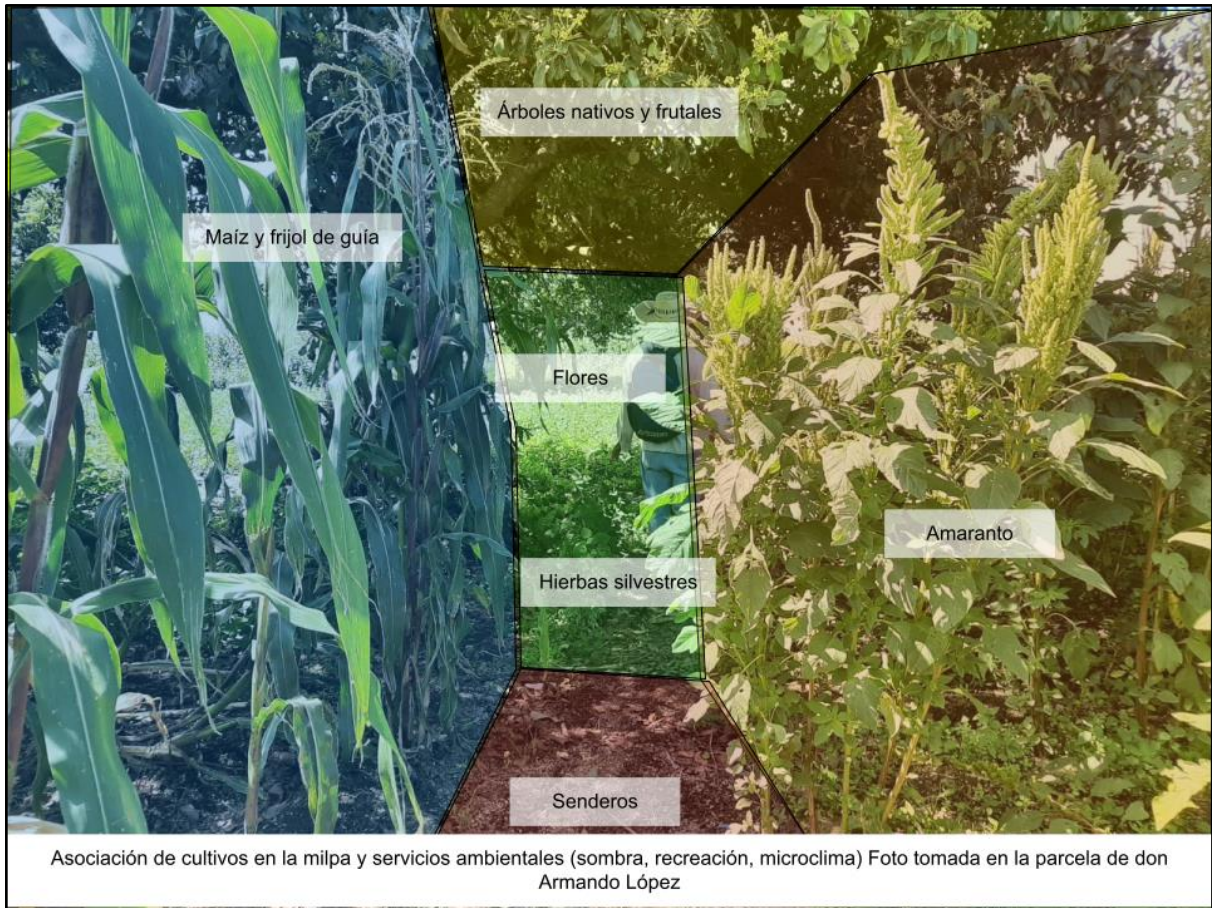 Árboles nativos y frutales
Maíz y frijol de guía
Flores
Amaranto
Hierbas silvestres
Senderos
Asociación de cultivos en la milpa y servicios ambientales (sombra, recreación, microclima) Foto tomada en la parcela de don
Armando López